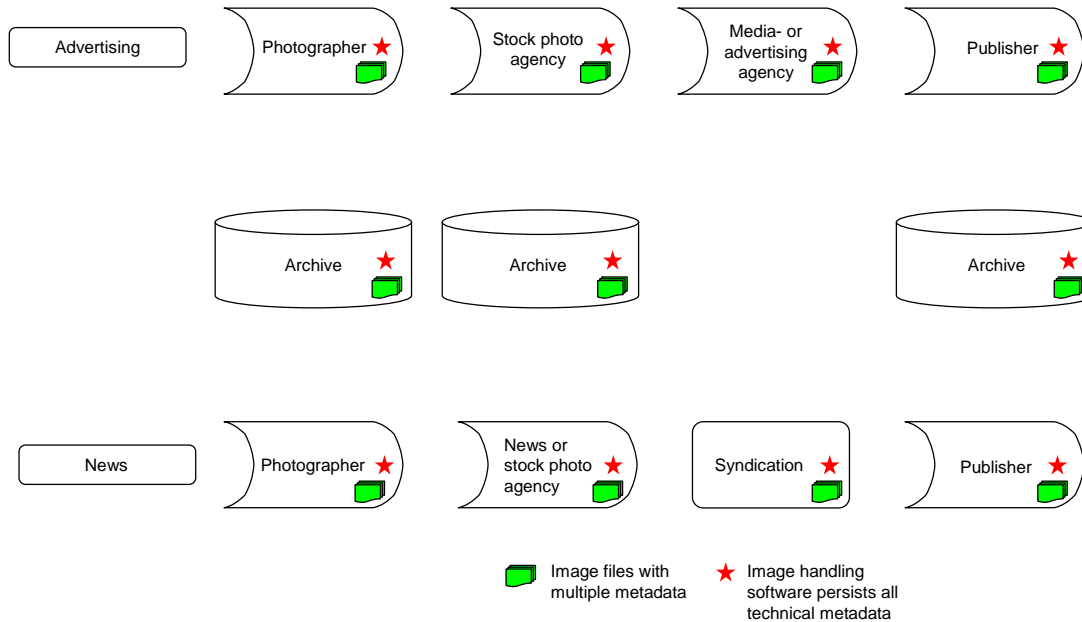 Advertising
Photographer
Stock photo
agency
Media- or
advertising
agency
Publisher
Archive
Archive
Archive
News
Photographer
News or
stock photo
agency
Syndication
Publisher
Image files with
multiple metadata
Image handling
software persists all
technical metadata